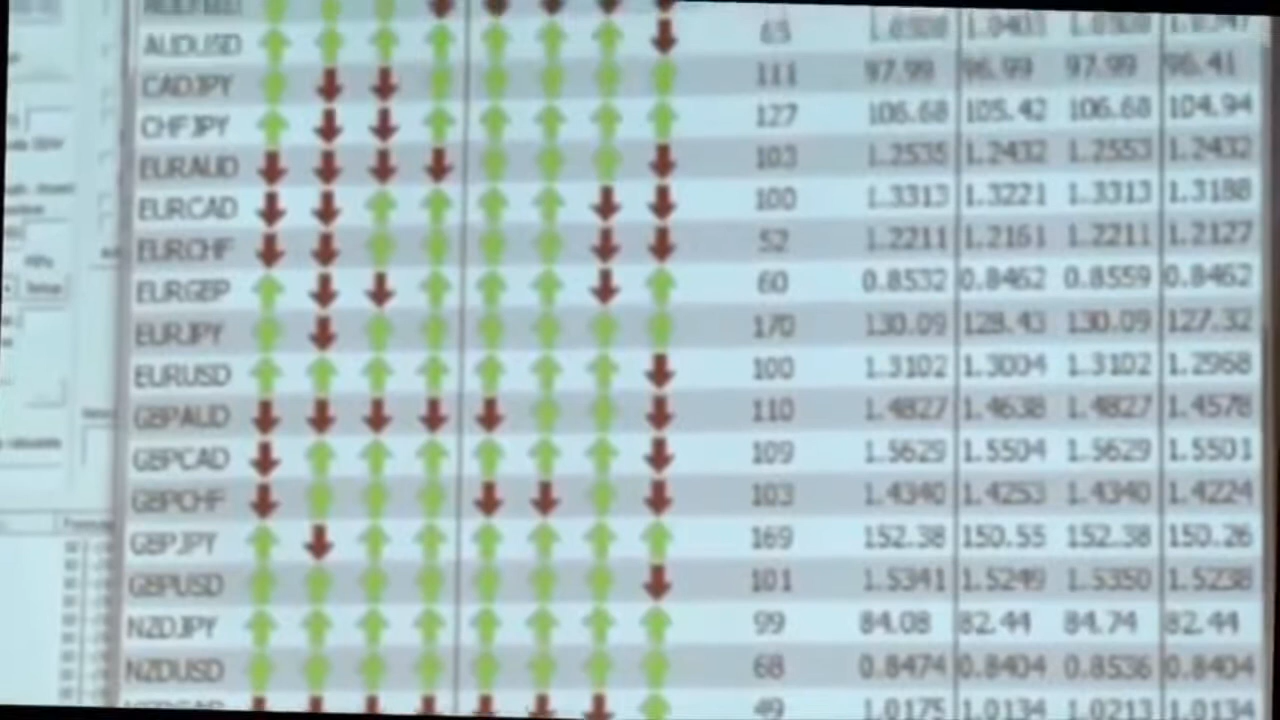 AUDUSD 65
CADJPY 111 97.99 96.99 97.99 96.41
CHFJPY 127 106.68 105.42 106.68 104.94
EURAUD 103 1.2535 1.2432 1.2553 1.2432
EURCAD 100 1.3313 1.3221 1.3313 1.3188
EURCHF 52 1.2211 1.2161 1.2211 1.2127
EURGBP 60 0.8532 0.8462 0.8559 0.8462
EURJPY 170 130.09 128.43 130.09 127.32
EURUSD 100 1.3102 1.3004 1.3102 1.2968
GBPAUD 110 1.4827 1.4638 1.4827 1.4578
GBPCAD 109 1.5629 1.5504 1.5629 1.5501
GBPCHF 103 1.4340 1.4253 1.4340 1.4224
GBPJPY 169 152.38 150.55 152.38 150.26
GBPUSD 101 1.5341 1.5249 1.5350 1.5238
NZDJPY 99 84.08 82.44 84.74 82.44
NZDUSD 68 0.8474 0.8404 0.8536 0.8404
49 1.0175 1.0134 1.0213 1.0134